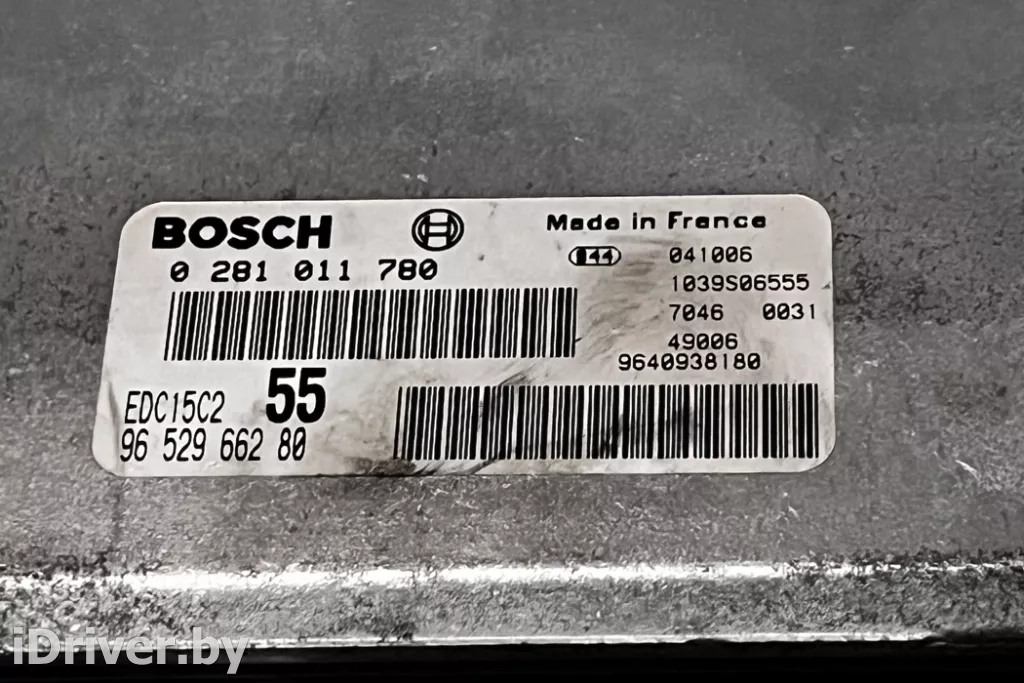 BOSCH
Made in France
0 281 011 780
144 041006
1039S06555
7046 0031
49006
9640938180
EDC15C2 55
96 529 662 80
iDriver.by